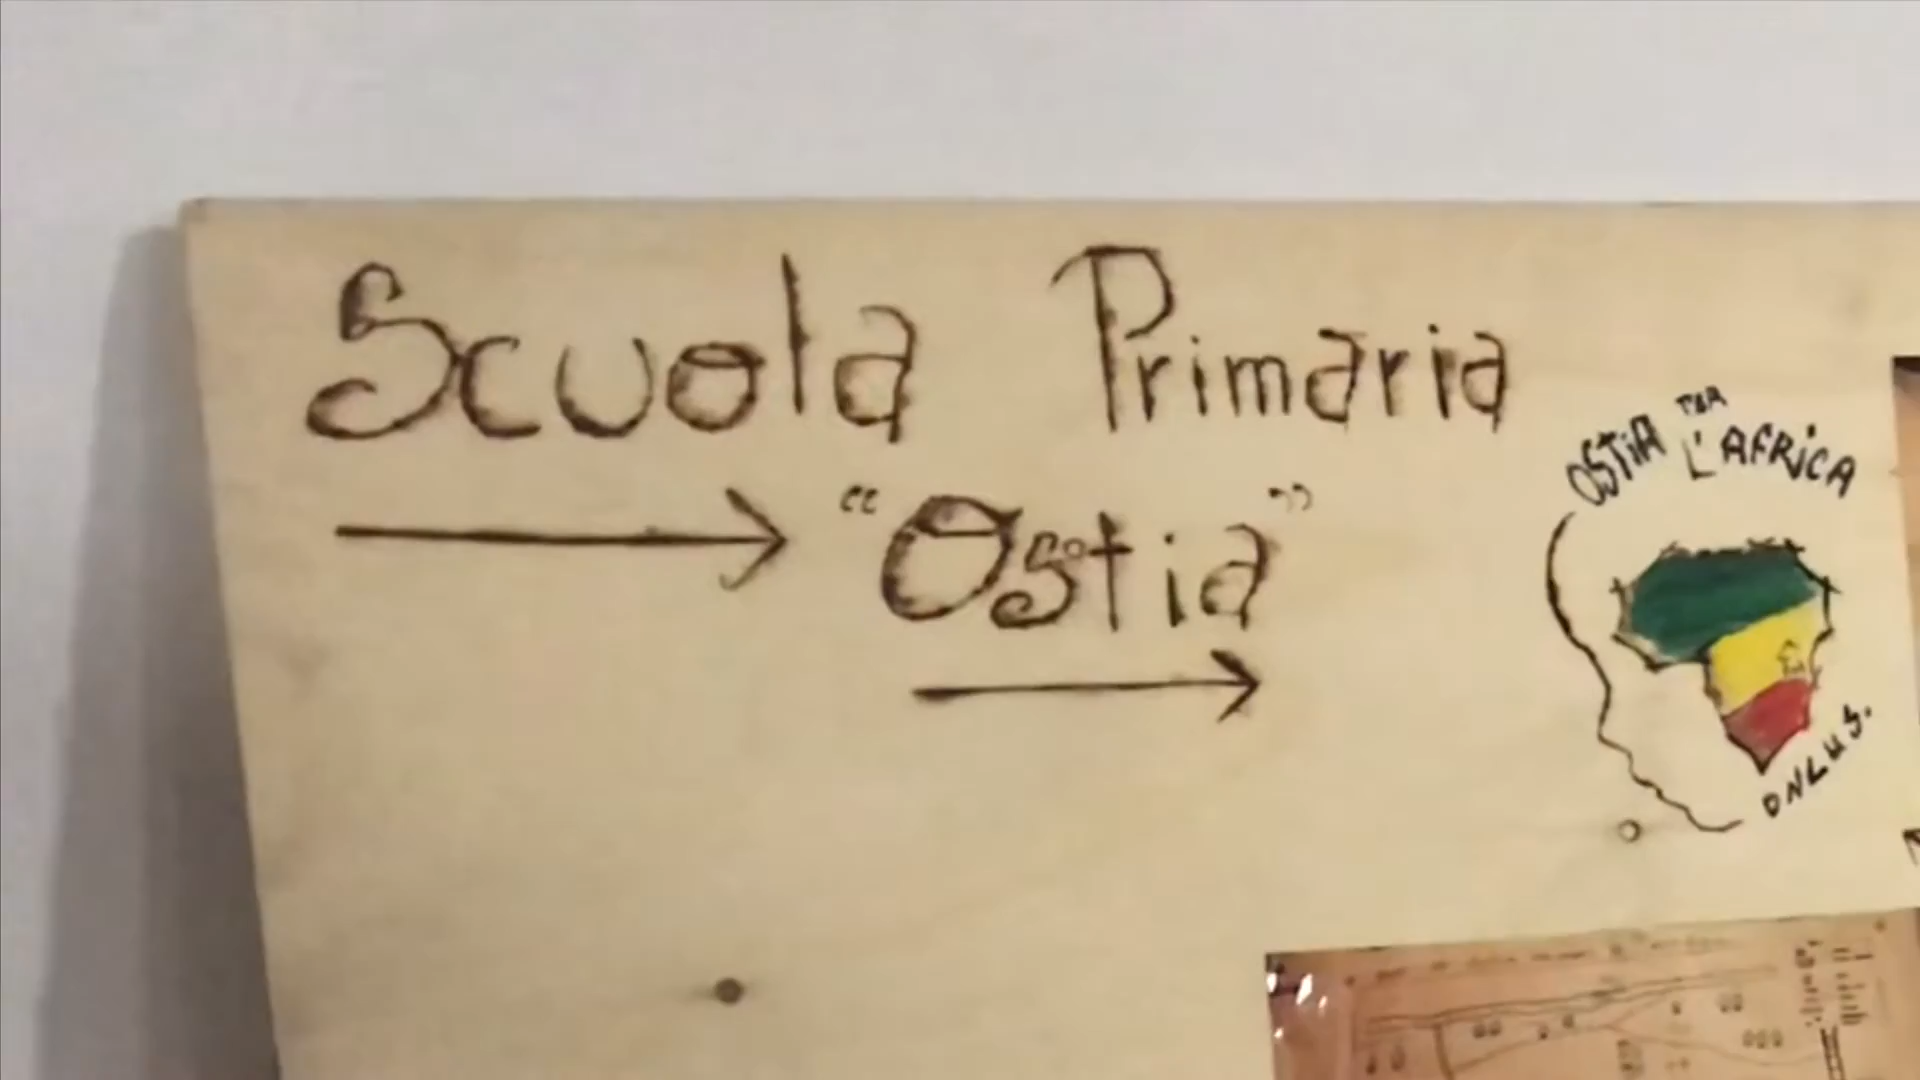 Scuola Primaria
"Ostia"
OSTIA PER
L'AFRICA
ONLUS.